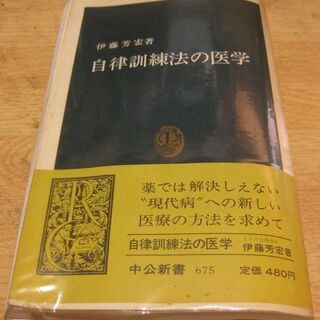 伊藤芳宏著
自律訓練法の医学
薬では解決しえない
“現代病”への新しい
医療の方法を求めて
自律訓練法の医学 伊藤芳宏著
中公新書 675 定価 480円